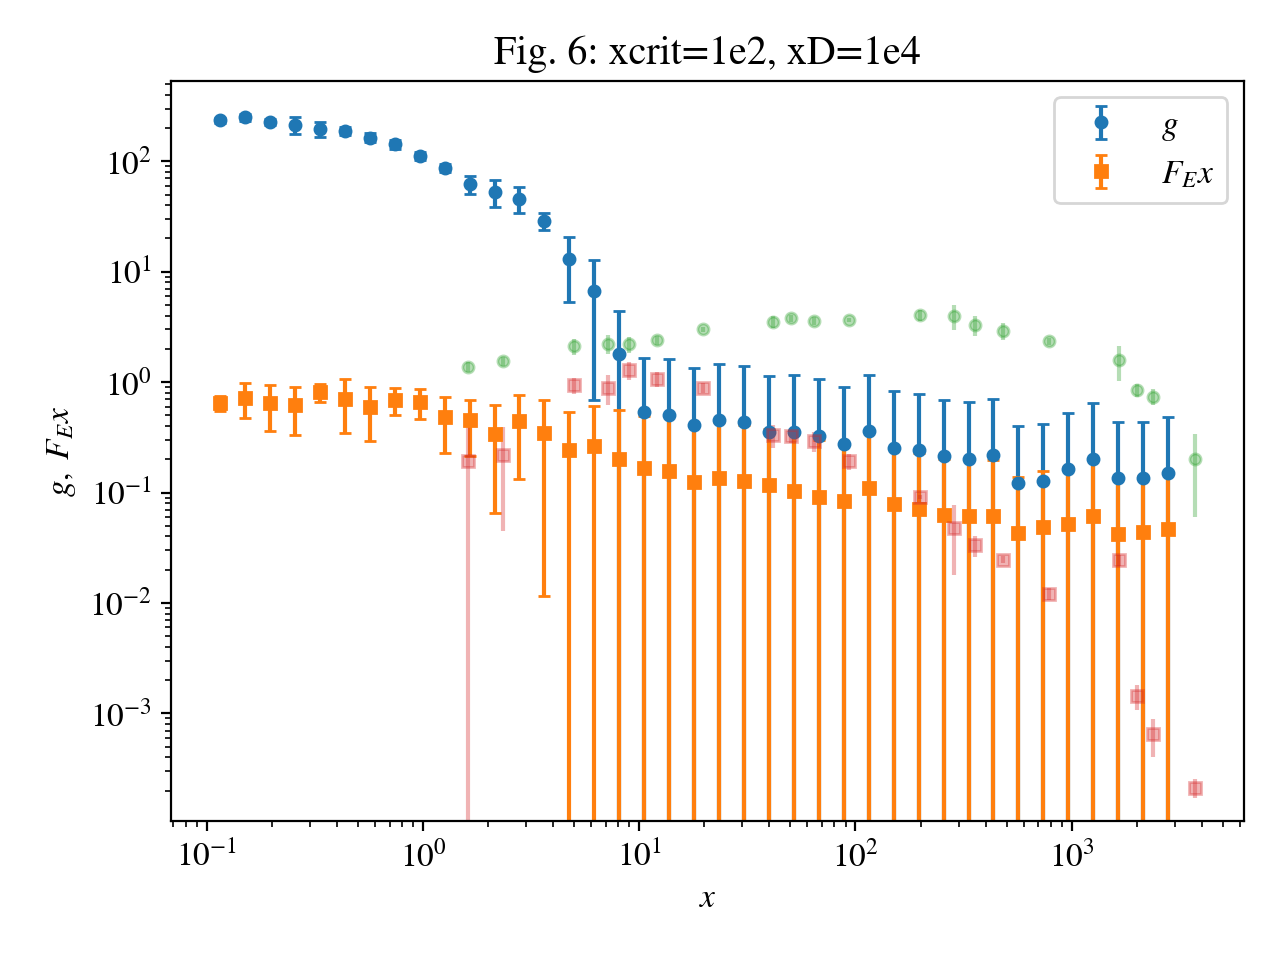 Fig. 6: xcrit=1e2, xD=1e4
g
F_E x
10^2
10^1
10^0
10^−1
10^−2
10^−3
g, F_E x
10^−1 10^0 10^1 10^2 10^3
x